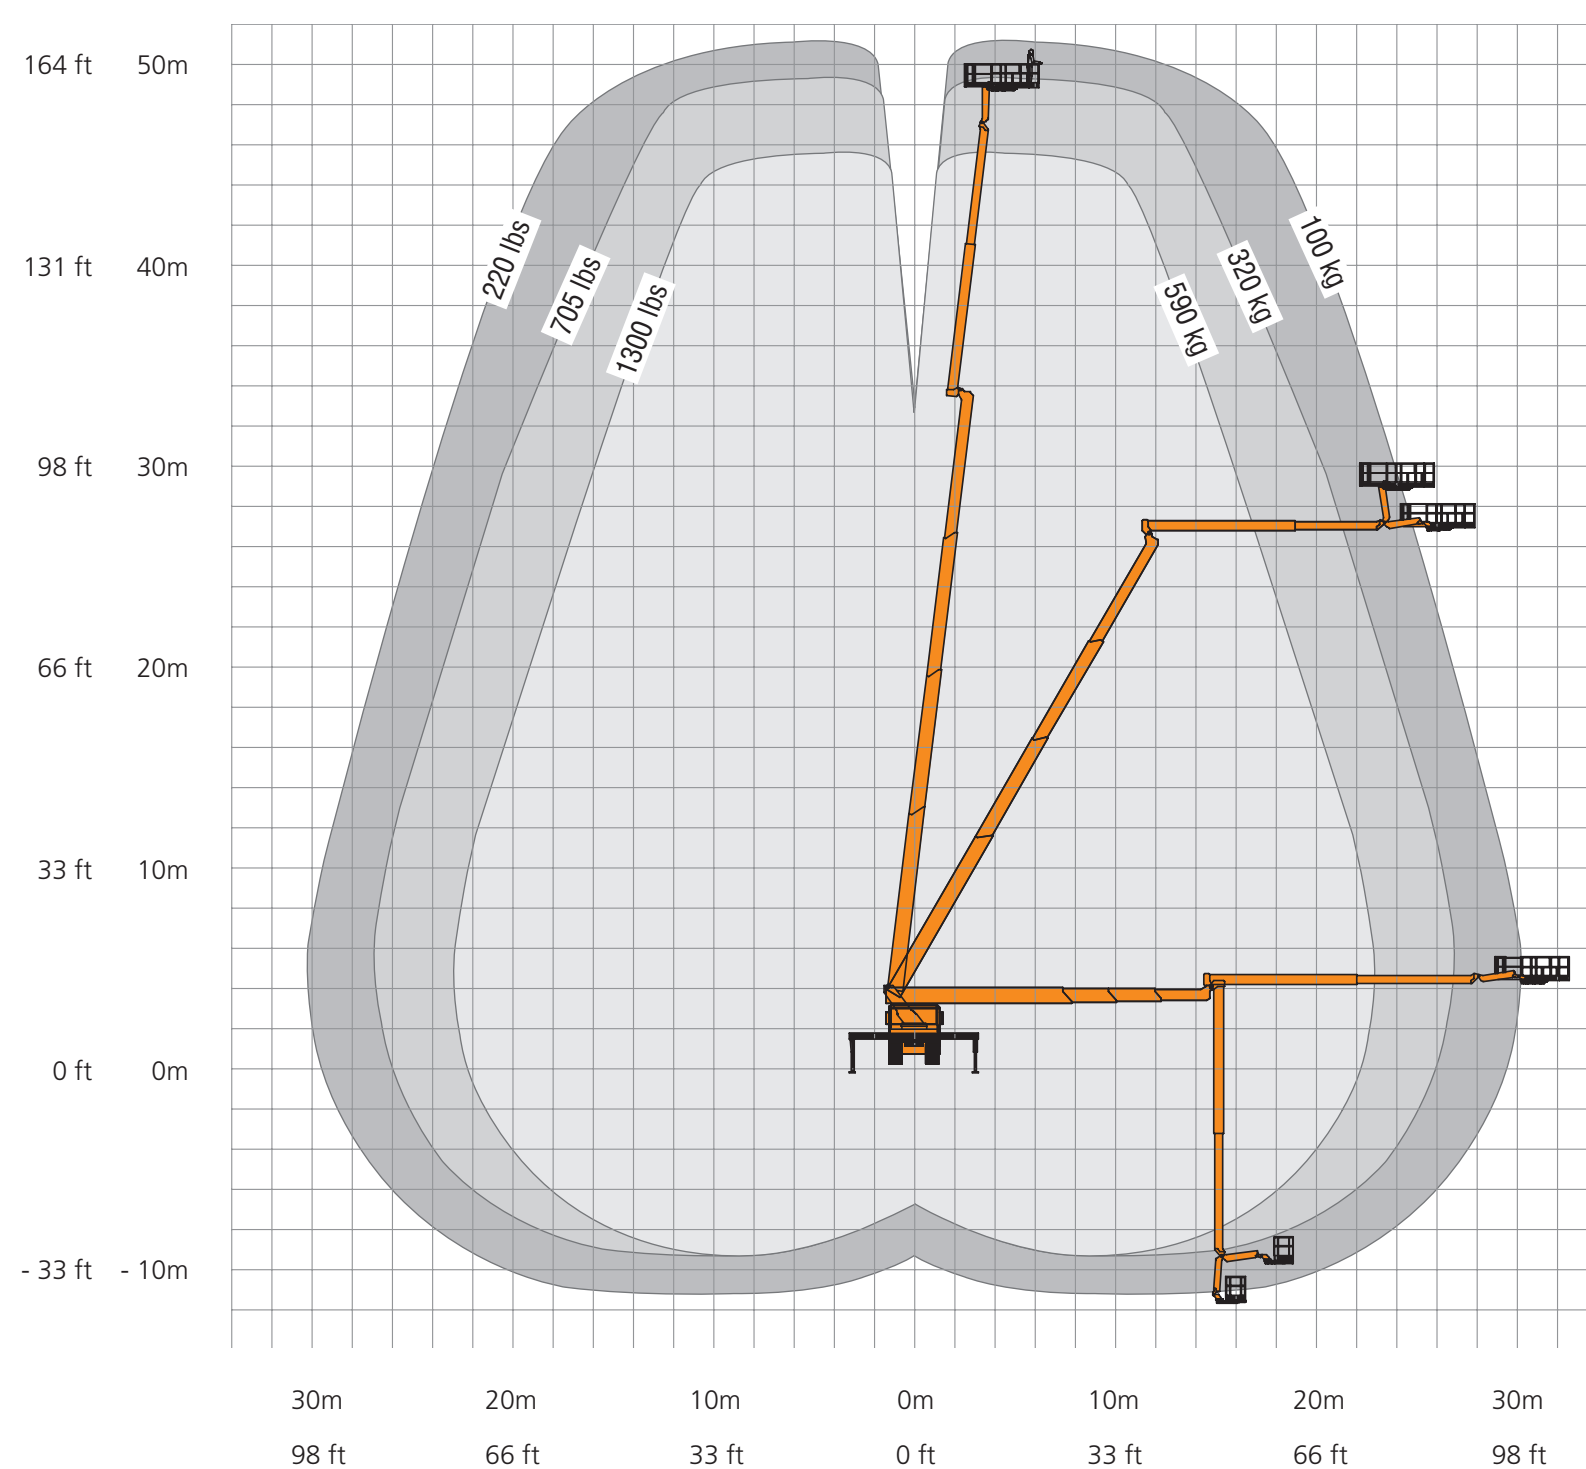 164 ft 50m
220 lbs
705 lbs
1300 lbs
100 kg
320 kg
590 kg
131 ft 40m
98 ft 30m
66 ft 20m
33 ft 10m
0 ft 0m
- 33 ft - 10m
30m 20m 10m 0m 10m 20m 30m
98 ft 66 ft 33 ft 0 ft 33 ft 66 ft 98 ft